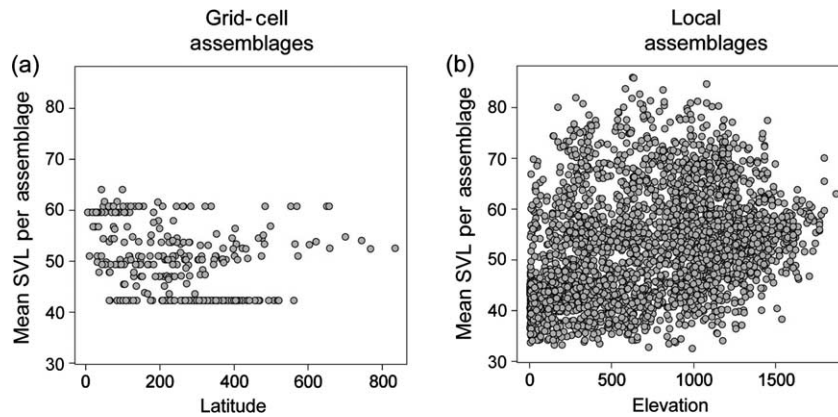 Grid-cell
assemblages
Local
assemblages
(a)
(b)
Mean SVL per assemblage
80
70
60
50
40
30
0
200
400
600
800
Latitude
Mean SVL per assemblage
80
70
60
50
40
30
0
500
1000
1500
Elevation